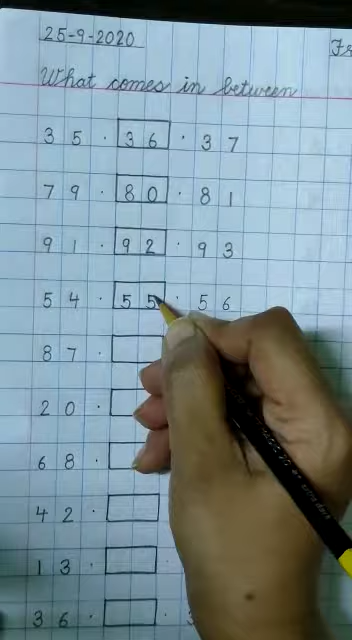 25-9-2020
What comes in between
35 . 36 . 37
79 . 80 . 81
91 . 92 . 93
54 . 55 . 56
87 .
20 .
68 .
42 .
13 .
36 . .